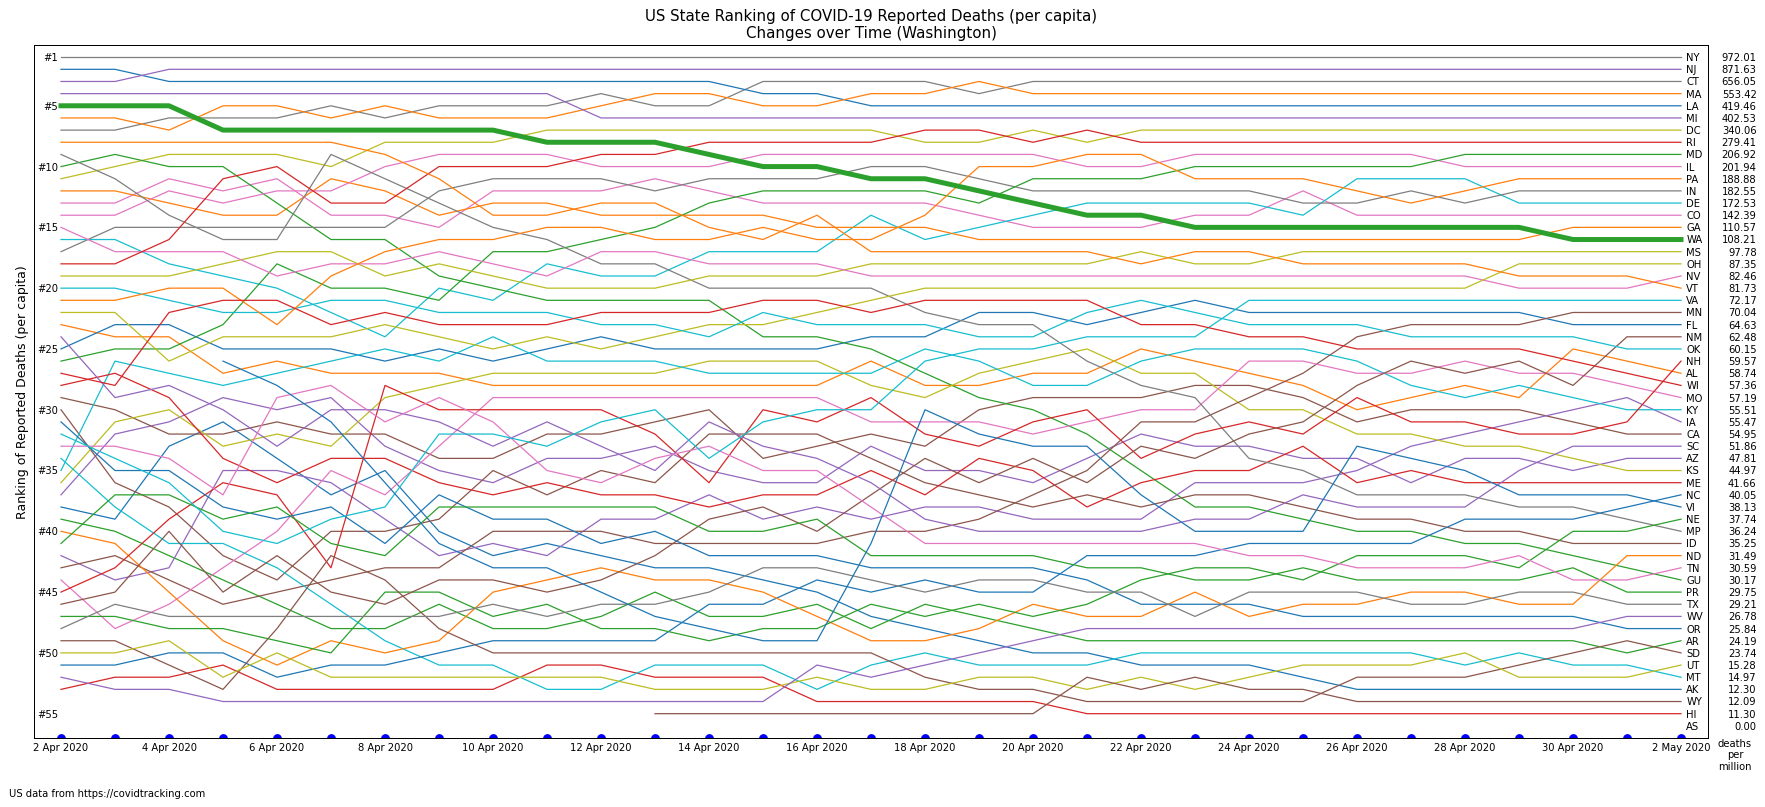 US State Ranking of COVID-19 Reported Deaths (per capita)
Changes over Time (Washington)
Ranking of Reported Deaths (per capita)
#1
#5
#10
#15
#20
#25
#30
#35
#40
#45
#50
#55
NY 972.01
NJ 871.63
CT 656.05
MA 553.42
LA 419.46
MI 402.53
DC 340.06
RI 279.41
MD 206.92
IL 201.94
PA 188.88
IN 182.55
DE 172.53
CO 142.39
GA 110.57
WA 108.21
MS 97.78
OH 87.35
NV 82.46
VT 81.73
VA 72.17
MN 70.04
FL 64.63
NM 62.48
OK 60.15
NH 59.57
AL 58.74
WI 57.36
MO 57.19
KY 55.51
IA 55.47
CA 54.95
SC 51.86
AZ 47.81
KS 44.97
ME 41.66
NC 40.05
VI 38.13
NE 37.74
MP 36.24
ID 35.25
ND 31.49
TN 30.59
GU 30.17
PR 29.75
TX 29.21
WV 26.78
OR 25.84
AR 24.19
SD 23.74
UT 15.28
MT 14.97
AK 12.30
WY 12.09
HI 11.30
AS 0.00
2 Apr 2020 4 Apr 2020 6 Apr 2020 8 Apr 2020 10 Apr 2020 12 Apr 2020 14 Apr 2020 16 Apr 2020 18 Apr 2020 20 Apr 2020 22 Apr 2020 24 Apr 2020 26 Apr 2020 28 Apr 2020 30 Apr 2020 2 May 2020
deaths
per
million
US data from https://covidtracking.com